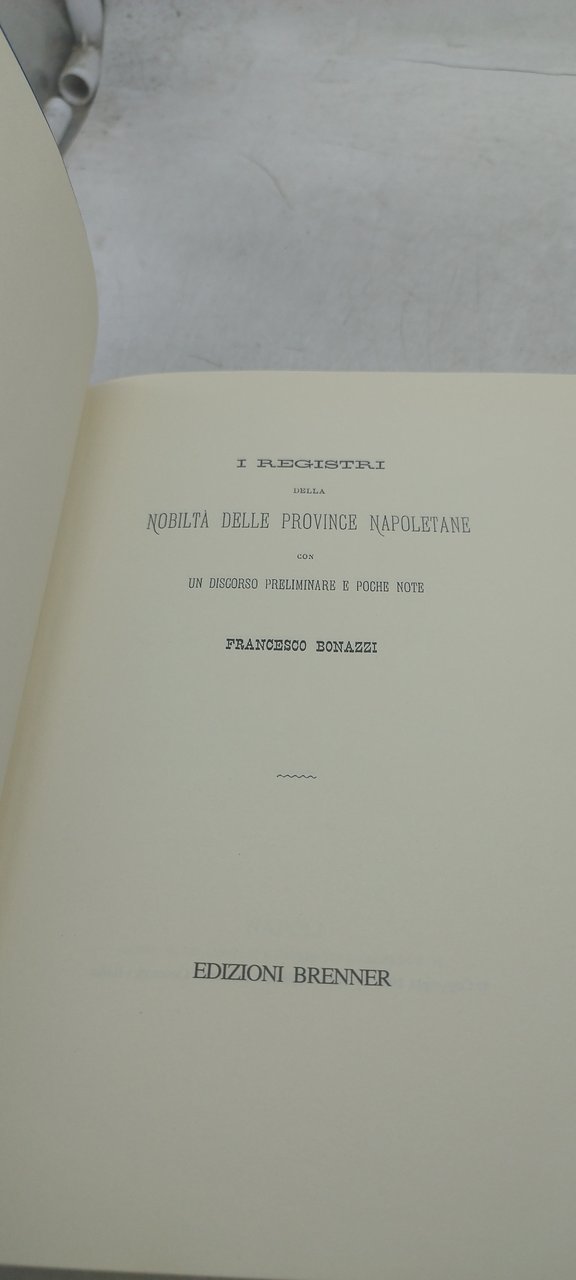 I REGISTRI
DELLA
NOBILTÀ DELLE PROVINCE NAPOLETANE
CON
UN DISCORSO PRELIMINARE E POCHE NOTE
FRANCESCO BONAZZI
EDIZIONI BRENNER